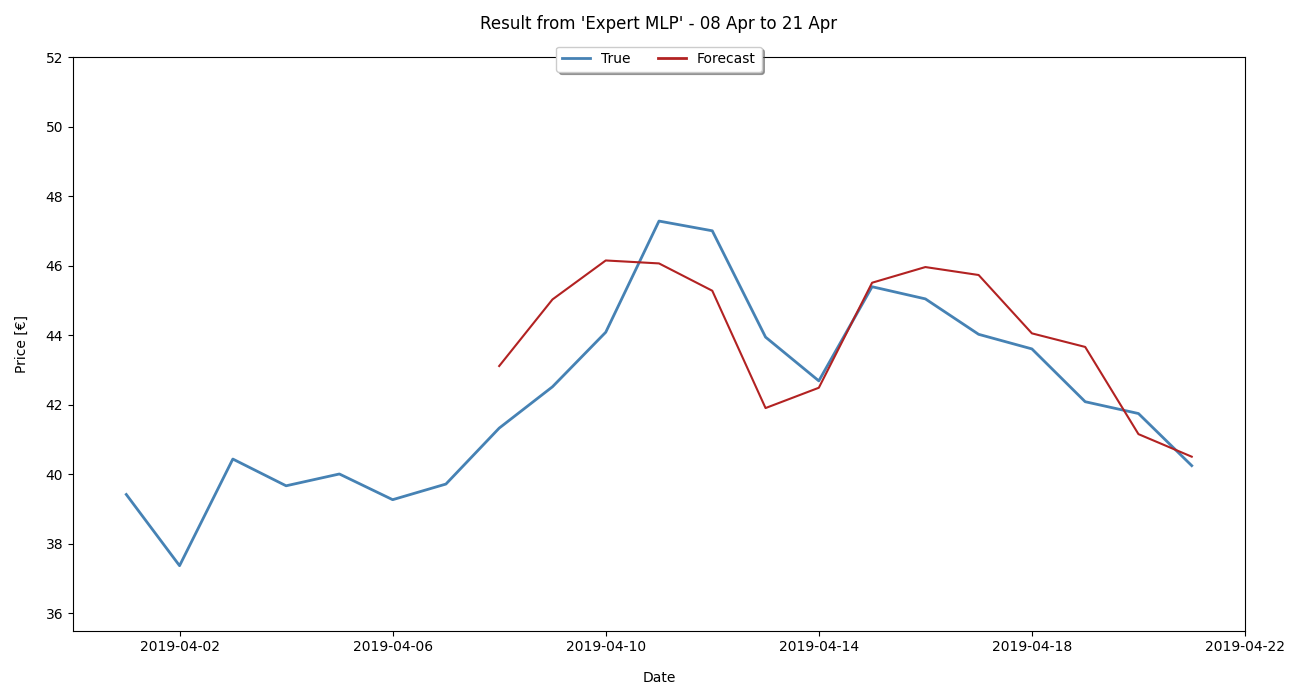 Result from 'Expert MLP' - 08 Apr to 21 Apr
True Forecast
52
50
48
46
44
42
40
38
36
Price [€]
2019-04-02 2019-04-06 2019-04-10 2019-04-14 2019-04-18 2019-04-22
Date